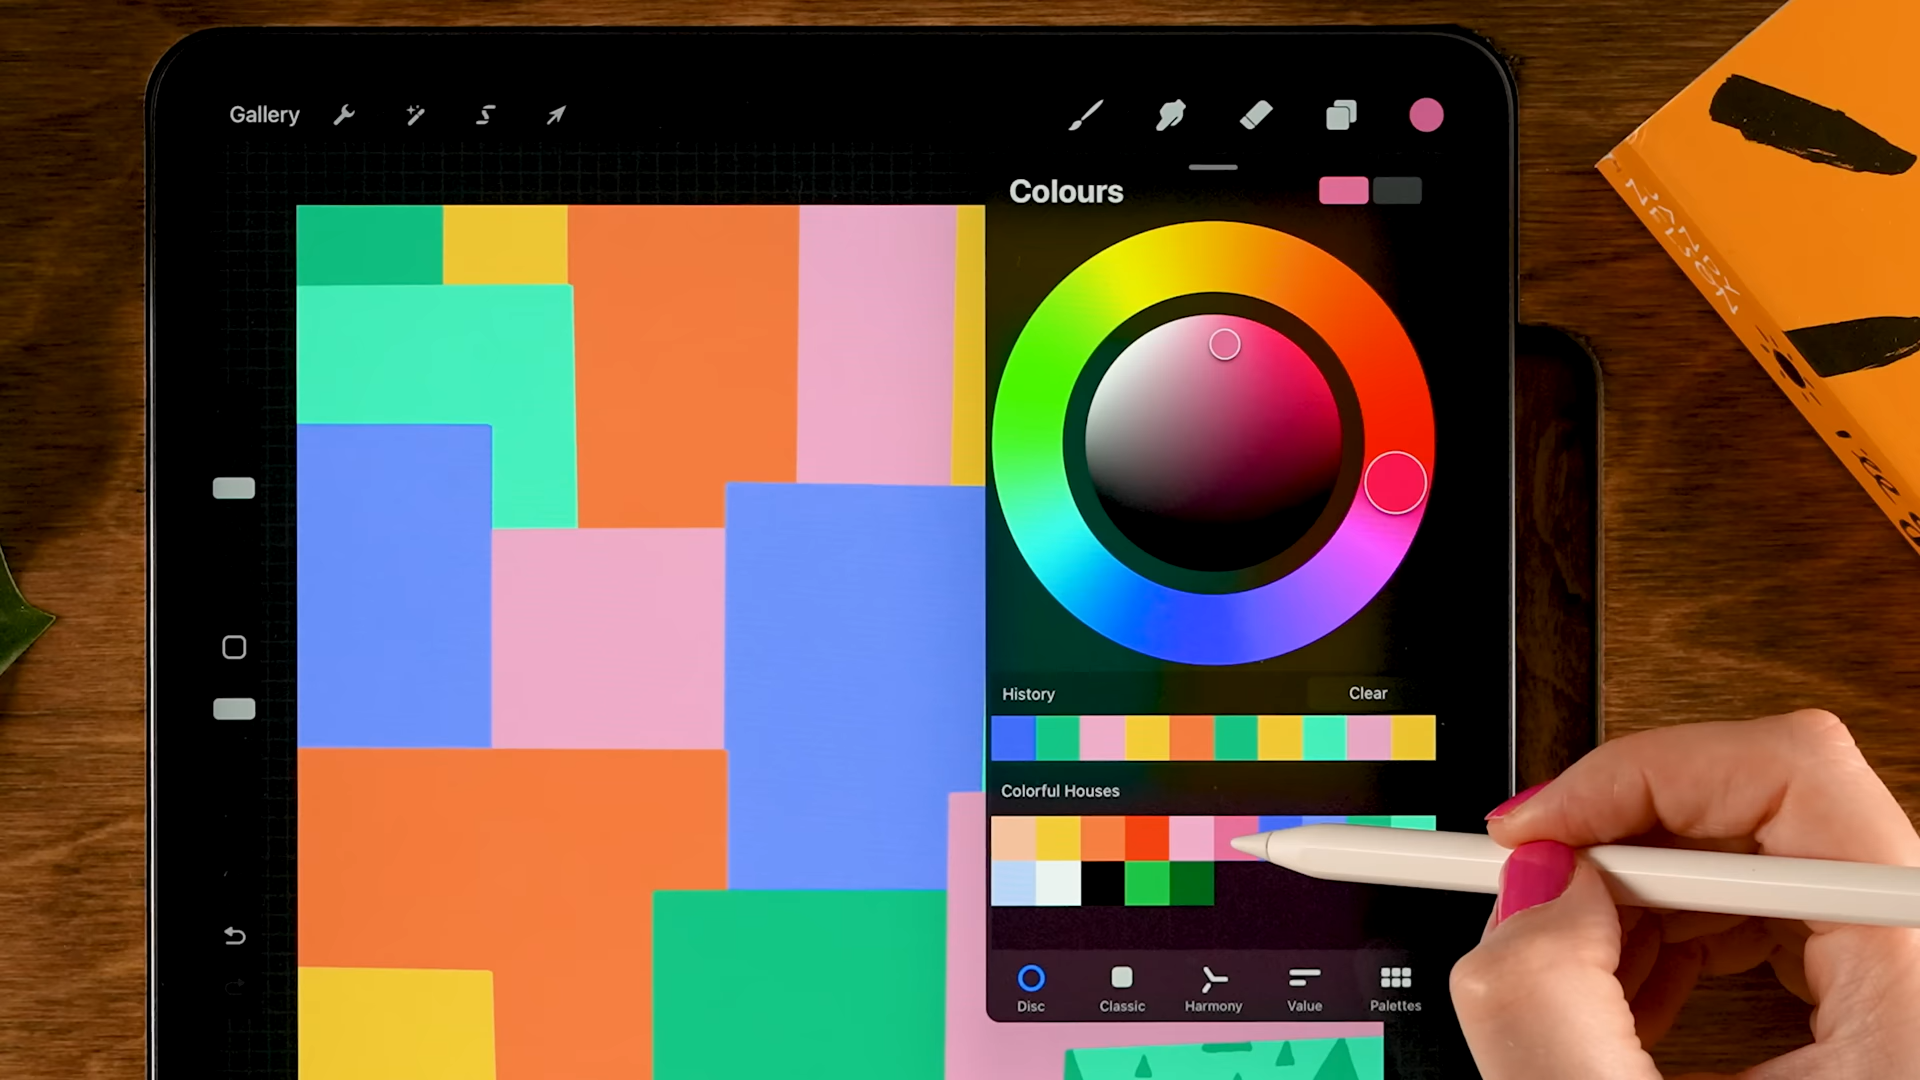 Gallery
Colours
History
Clear
Colorful Houses
Disc
Classic
Harmony
Value
Palettes